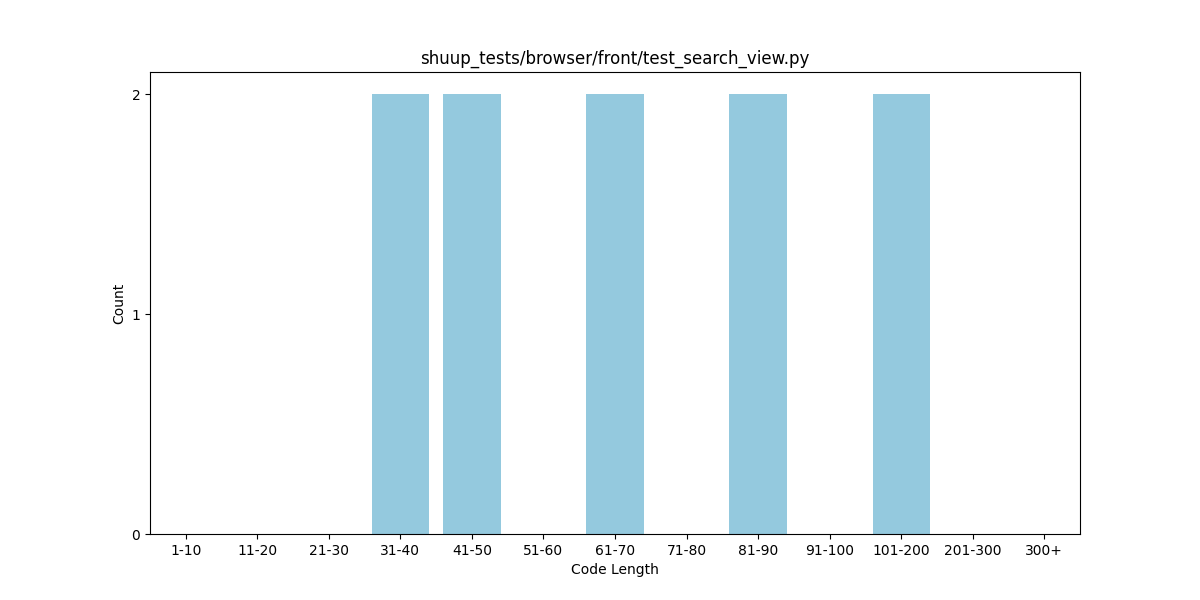 shuup_tests/browser/front/test_search_view.py
2
1
0
Count
1-10 11-20 21-30 31-40 41-50 51-60 61-70 71-80 81-90 91-100 101-200 201-300 300+
Code Length